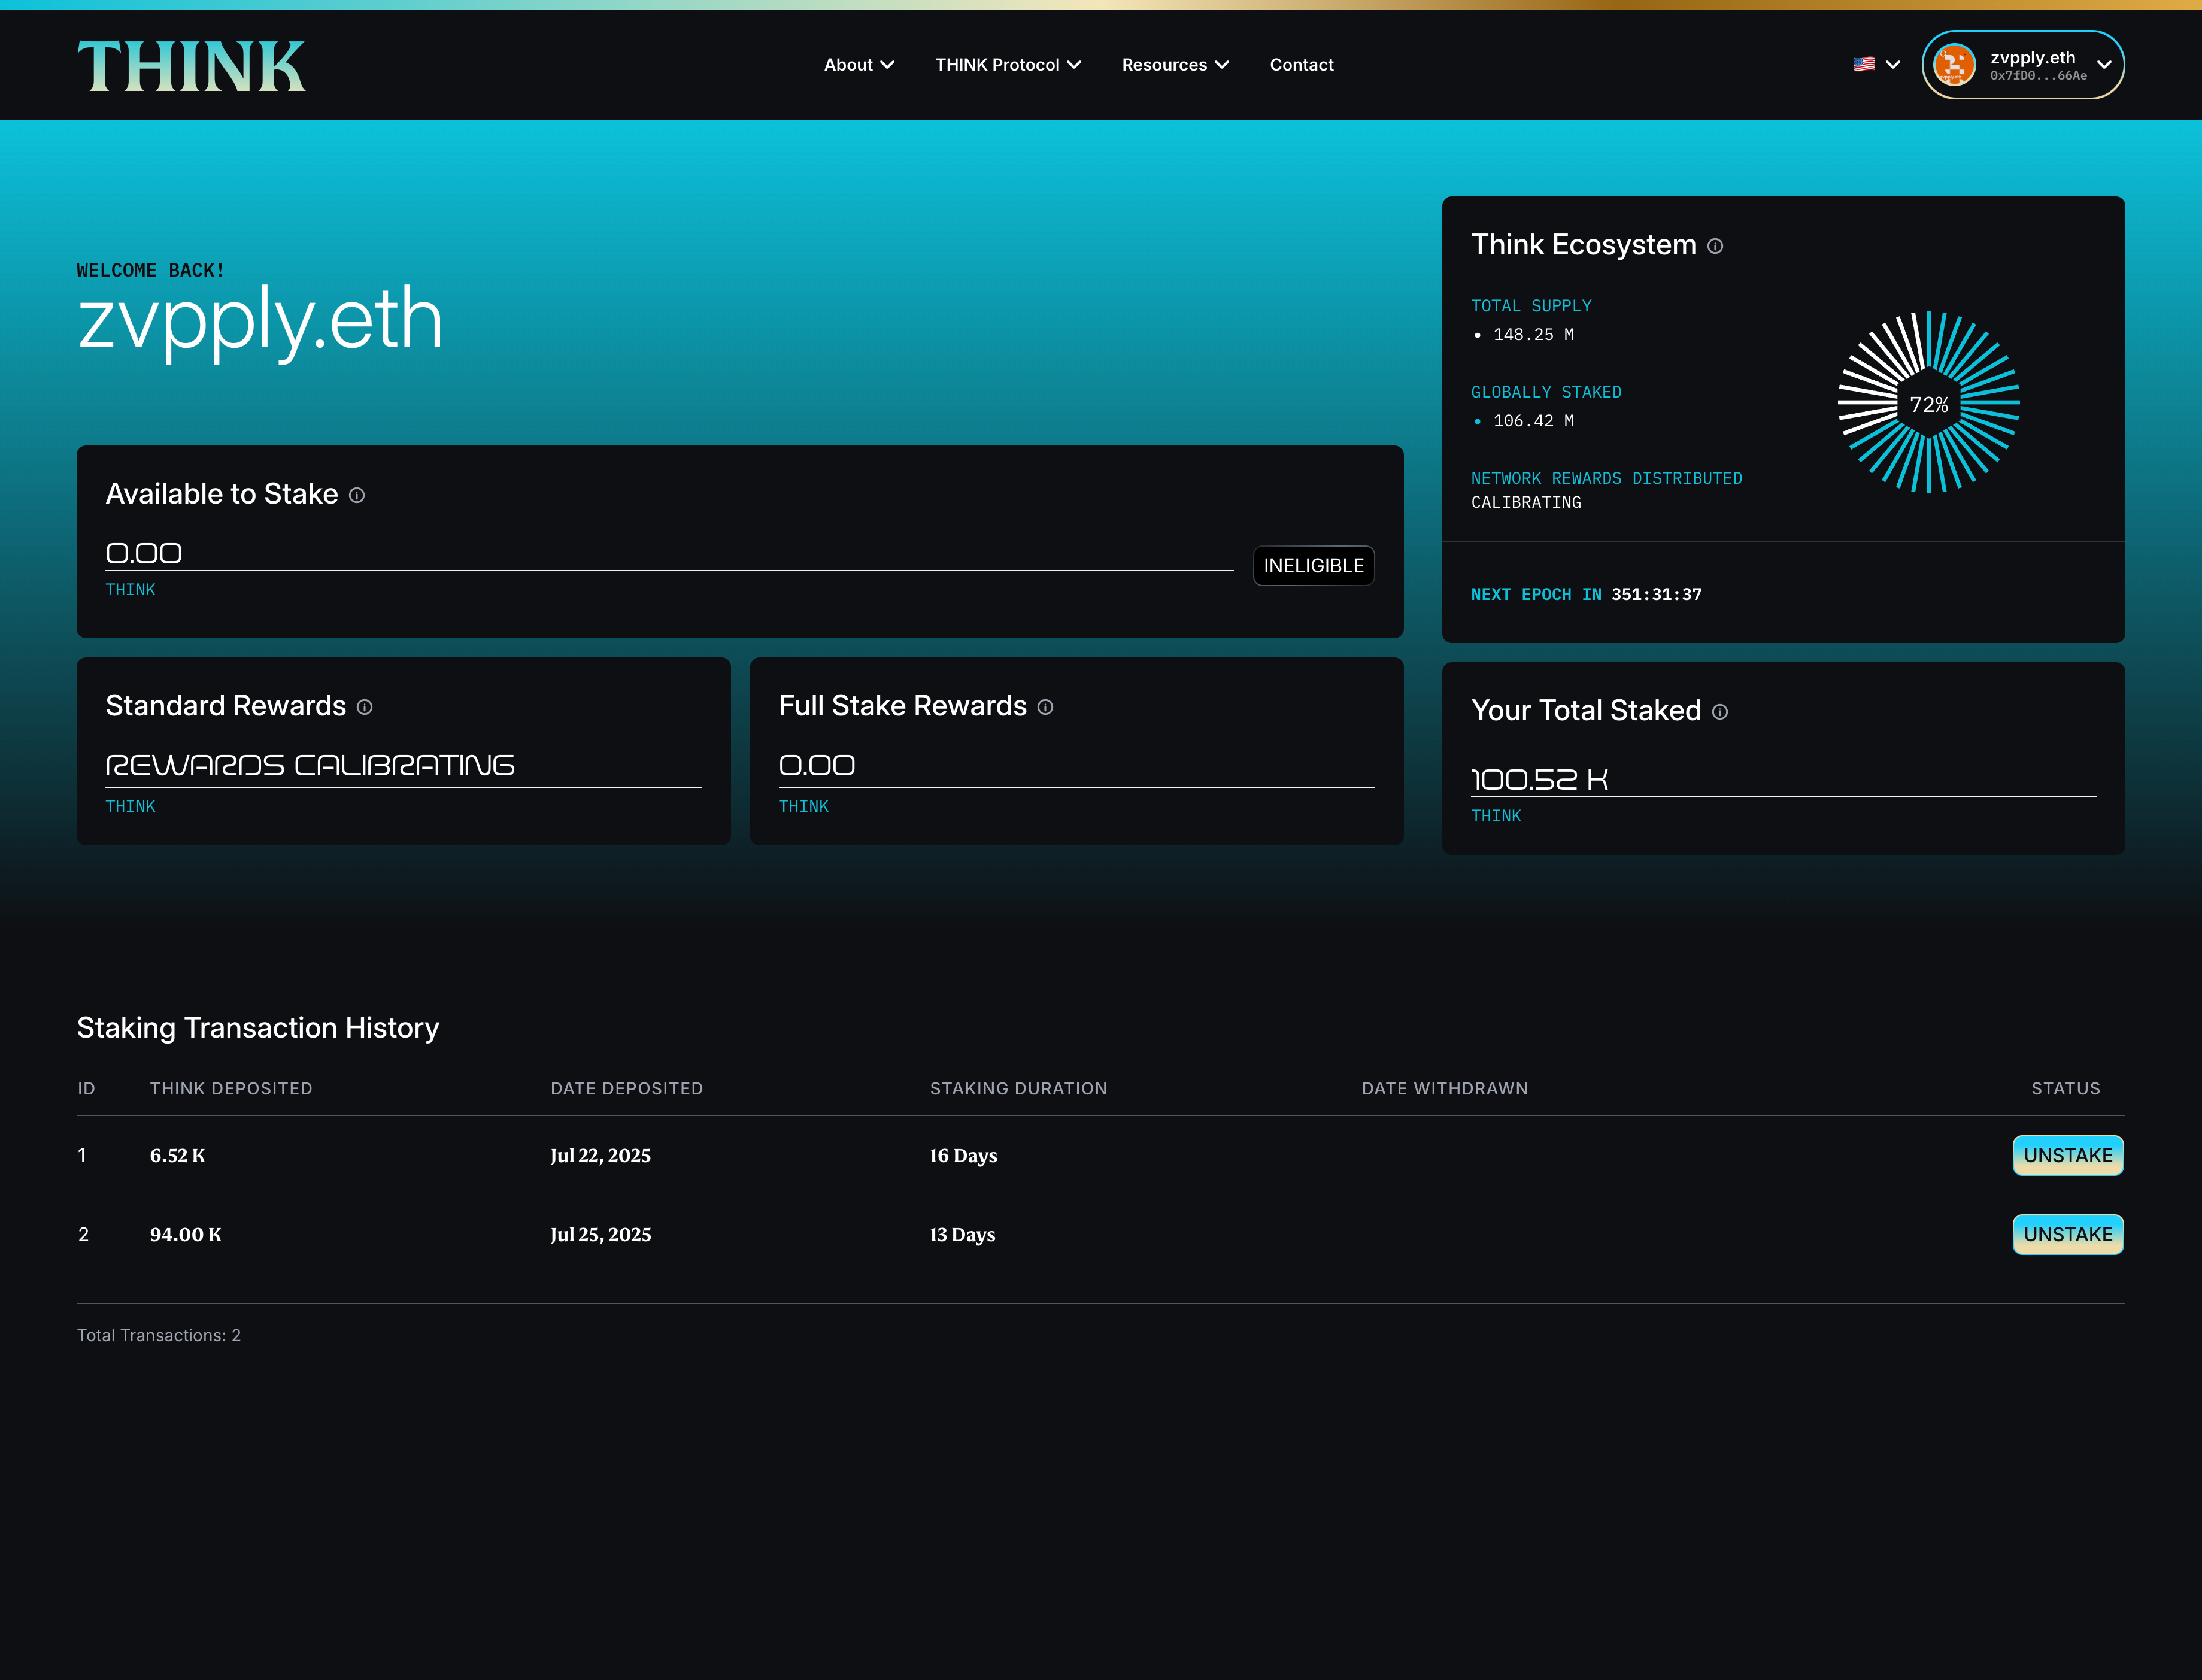 THINK
About
THINK Protocol
Resources
Contact
zvpply.eth
0x7fD0...66Ae
WELCOME BACK!
zvpply.eth
Available to Stake
0.00
THINK
INELIGIBLE
Standard Rewards
REWARDS CALIBRATING
THINK
Full Stake Rewards
0.00
THINK
Think Ecosystem
TOTAL SUPPLY
• 148.25 M
GLOBALLY STAKED
• 106.42 M
NETWORK REWARDS DISTRIBUTED
CALIBRATING
72%
NEXT EPOCH IN 351:31:37
Your Total Staked
100.52 K
THINK
Staking Transaction History
ID THINK DEPOSITED DATE DEPOSITED STAKING DURATION DATE WITHDRAWN STATUS
1 6.52 K Jul 22, 2025 16 Days UNSTAKE
2 94.00 K Jul 25, 2025 13 Days UNSTAKE
Total Transactions: 2